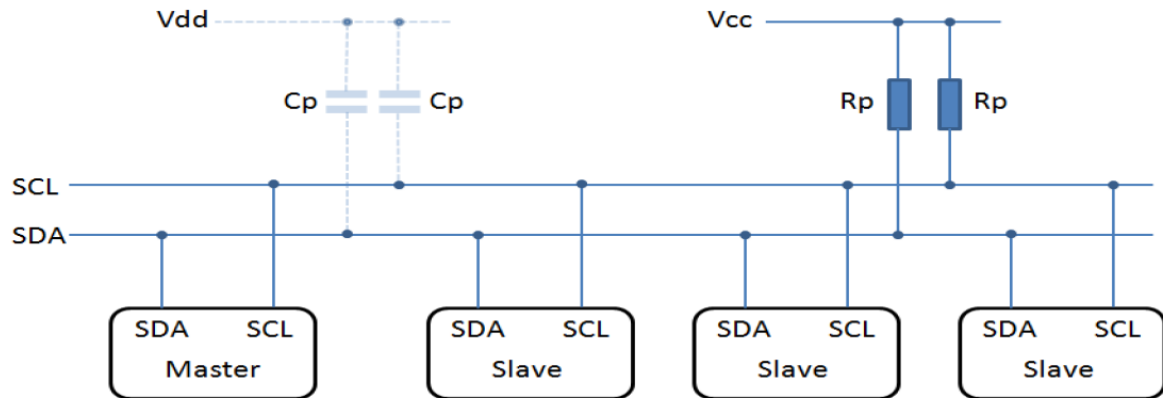 Vdd Vcc
Cp Cp Rp Rp
SCL
SDA
SDA SCL SDA SCL SDA SCL SDA SCL
Master Slave Slave Slave